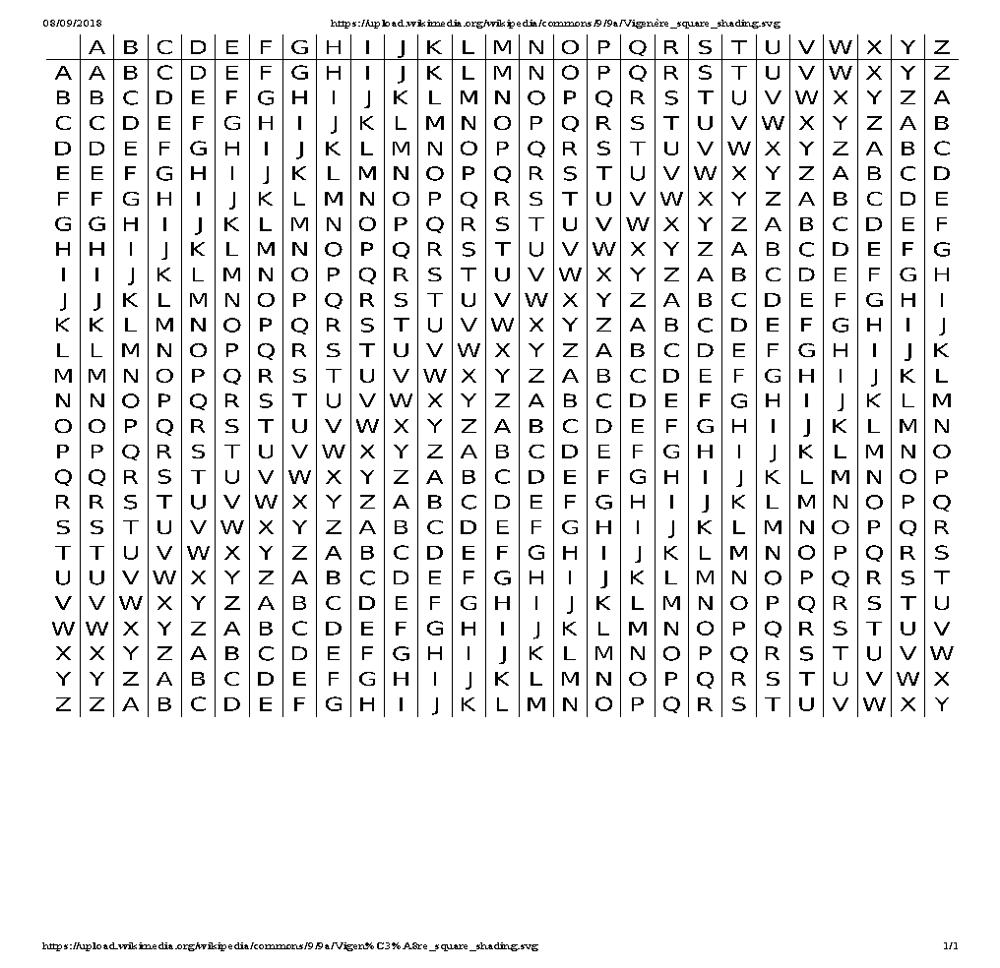 08/09/2018 https://upload.wikimedia.org/wikipedia/commons/9/9a/Vigenère_square_shading.svg
A B C D E F G H I J K L M N O P Q R S T U V W X Y Z
A A B C D E F G H I J K L M N O P Q R S T U V W X Y Z
B B C D E F G H I J K L M N O P Q R S T U V W X Y Z A
C C D E F G H I J K L M N O P Q R S T U V W X Y Z A B
D D E F G H I J K L M N O P Q R S T U V W X Y Z A B C
E E F G H I J K L M N O P Q R S T U V W X Y Z A B C D
F F G H I J K L M N O P Q R S T U V W X Y Z A B C D E
G G H I J K L M N O P Q R S T U V W X Y Z A B C D E F
H H I J K L M N O P Q R S T U V W X Y Z A B C D E F G
I I J K L M N O P Q R S T U V W X Y Z A B C D E F G H
J J K L M N O P Q R S T U V W X Y Z A B C D E F G H I
K K L M N O P Q R S T U V W X Y Z A B C D E F G H I J
L L M N O P Q R S T U V W X Y Z A B C D E F G H I J K
M M N O P Q R S T U V W X Y Z A B C D E F G H I J K L
N N O P Q R S T U V W X Y Z A B C D E F G H I J K L M
O O P Q R S T U V W X Y Z A B C D E F G H I J K L M N
P P Q R S T U V W X Y Z A B C D E F G H I J K L M N O
Q Q R S T U V W X Y Z A B C D E F G H I J K L M N O P
R R S T U V W X Y Z A B C D E F G H I J K L M N O P Q
S S T U V W X Y Z A B C D E F G H I J K L M N O P Q R
T T U V W X Y Z A B C D E F G H I J K L M N O P Q R S
U U V W X Y Z A B C D E F G H I J K L M N O P Q R S T
V V W X Y Z A B C D E F G H I J K L M N O P Q R S T U
W W X Y Z A B C D E F G H I J K L M N O P Q R S T U V
X X Y Z A B C D E F G H I J K L M N O P Q R S T U V W
Y Y Z A B C D E F G H I J K L M N O P Q R S T U V W X
Z Z A B C D E F G H I J K L M N O P Q R S T U V W X Y
https://upload.wikimedia.org/wikipedia/commons/9/9a/Vigen%C3%A8re_square_shading.svg 1/1